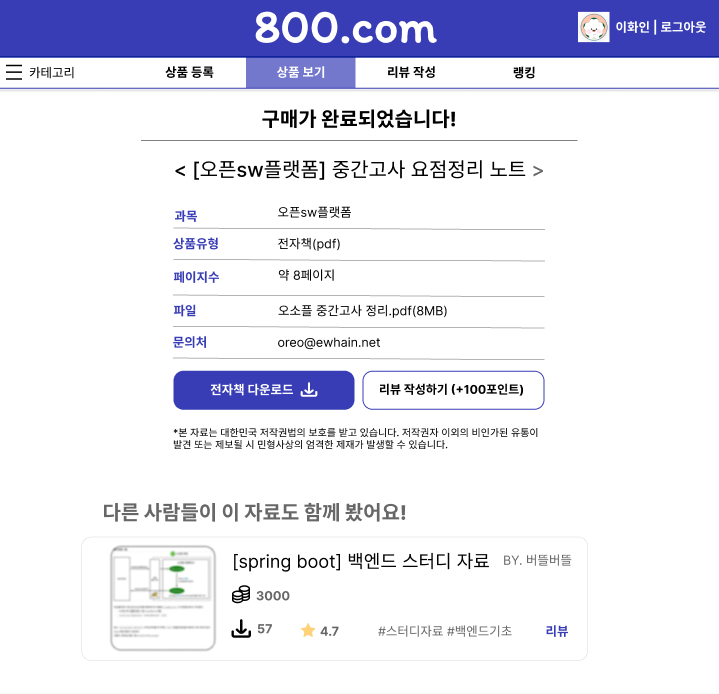 800.com
이화인 | 로그아웃
카테고리
상품 등록
상품 보기
리뷰 작성
랭킹
구매가 완료되었습니다!
< [오픈sw플랫폼] 중간고사 요점정리 노트 >
과목 오픈sw플랫폼
상품유형 전자책(pdf)
페이지수 약 8페이지
파일 오소플 중간고사 정리.pdf(8MB)
문의처 oreo@ewhain.net
전자책 다운로드
리뷰 작성하기 (+100포인트)
*본 자료는 대한민국 저작권법의 보호를 받고 있습니다. 저작권자 이외의 비인가된 유통이
발견 또는 제보될 시 민형사상의 엄격한 제재가 발생할 수 있습니다.
다른 사람들이 이 자료도 함께 봤어요!
[spring boot] 백엔드 스터디 자료 BY. 버뜰버뜰
3000
57 4.7 #스터디자료 #백엔드기초 리뷰